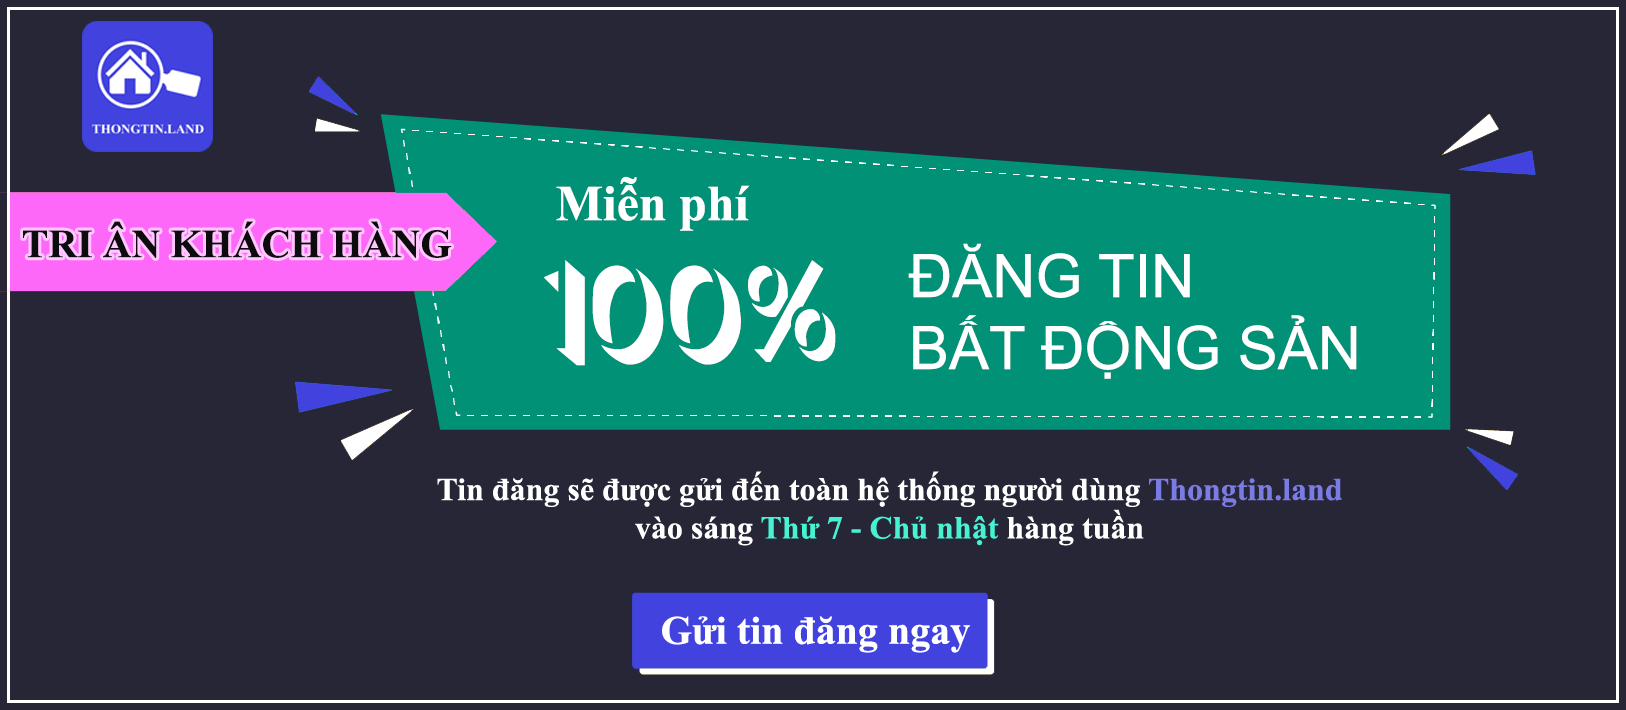 THONGTIN.LAND
TRI ÂN KHÁCH HÀNG
Miễn phí
100%
ĐĂNG TIN
BẤT ĐỘNG SẢN
Tin đăng sẽ được gửi đến toàn hệ thống người dùng Thongtin.land
vào sáng Thứ 7 - Chủ nhật hàng tuần
Gửi tin đăng ngay